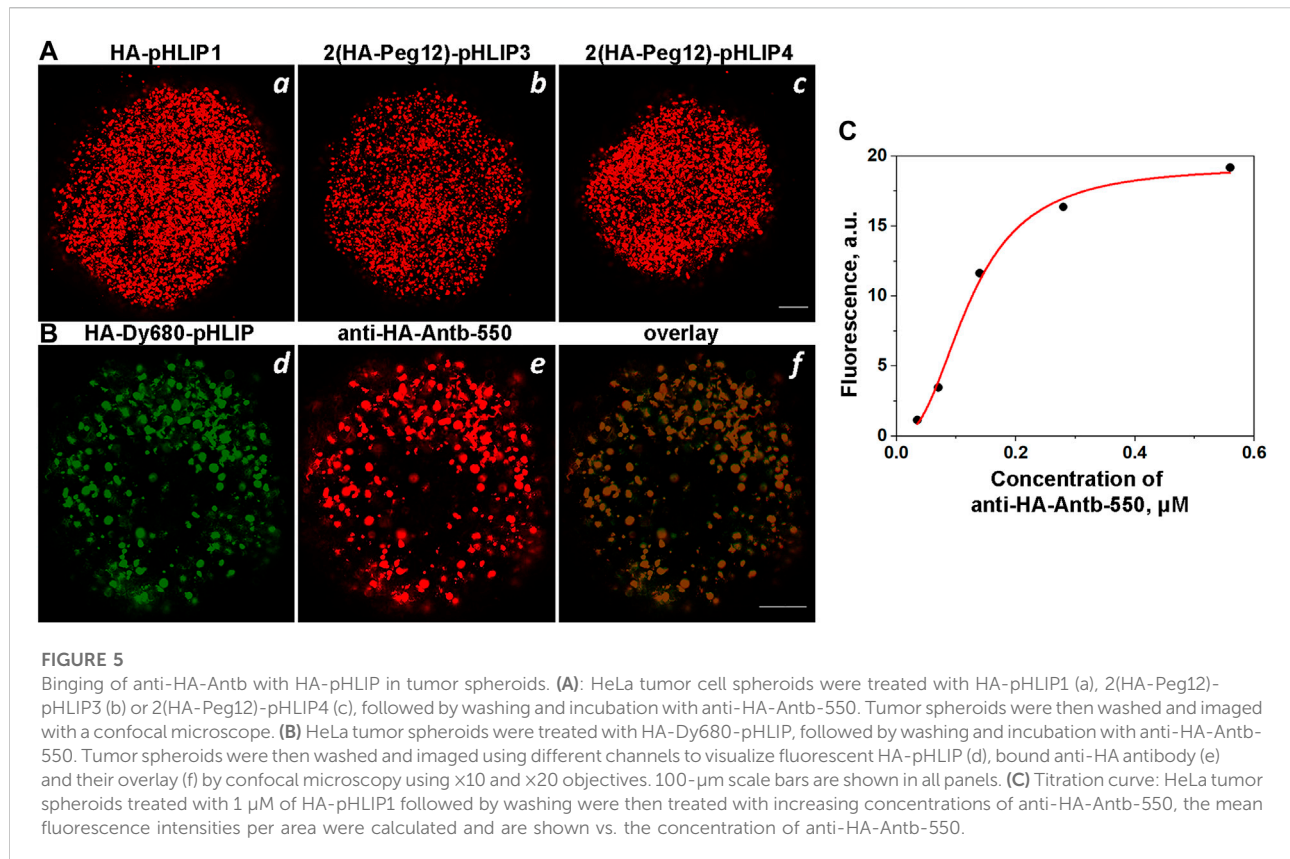 A HA-pHLIP1 2(HA-Peg12)-pHLIP3 2(HA-Peg12)-pHLIP4
a b c
B HA-Dy680-pHLIP anti-HA-Antb-550 overlay
d e f
C
Fluorescence, a.u.
20
15
10
5
0
0.0 0.2 0.4 0.6
Concentration of
anti-HA-Antb-550, μM
FIGURE 5
Binging of anti-HA-Antb with HA-pHLIP in tumor spheroids. (A): HeLa tumor cell spheroids were treated with HA-pHLIP1 (a), 2(HA-Peg12)-
pHLIP3 (b) or 2(HA-Peg12)-pHLIP4 (c), followed by washing and incubation with anti-HA-Antb-550. Tumor spheroids were then washed and imaged
with a confocal microscope. (B) HeLa tumor spheroids were treated with HA-Dy680-pHLIP, followed by washing and incubation with anti-HA-Antb-
550. Tumor spheroids were then washed and imaged using different channels to visualize fluorescent HA-pHLIP (d), bound anti-HA antibody (e)
and their overlay (f) by confocal microscopy using ×10 and ×20 objectives. 100-μm scale bars are shown in all panels. (C) Titration curve: HeLa tumor
spheroids treated with 1 μM of HA-pHLIP1 followed by washing were then treated with increasing concentrations of anti-HA-Antb-550, the mean
fluorescence intensities per area were calculated and are shown vs. the concentration of anti-HA-Antb-550.